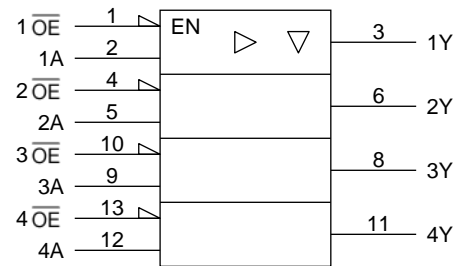 1 OE 1 EN
1A 2
3 1Y
2 OE 4
2A 5
6 2Y
3 OE 10
3A 9
8 3Y
4 OE 13
4A 12
11 4Y